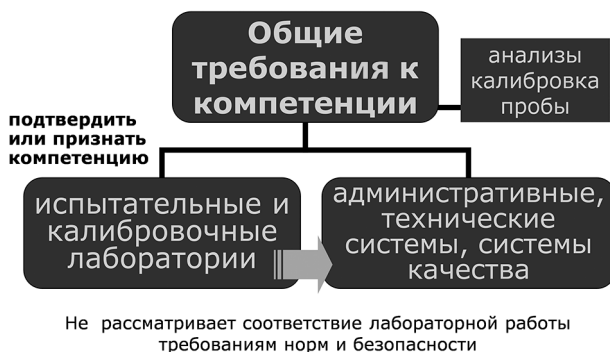 Общие
требования к
компетенции
анализы
калибровка
пробы
подтвердить
или признать
компетенцию
испытательные и
калибровочные
лаборатории
административные,
технические
системы, системы
качества
Не рассматривает соответствие лабораторной работы
требованиям норм и безопасности